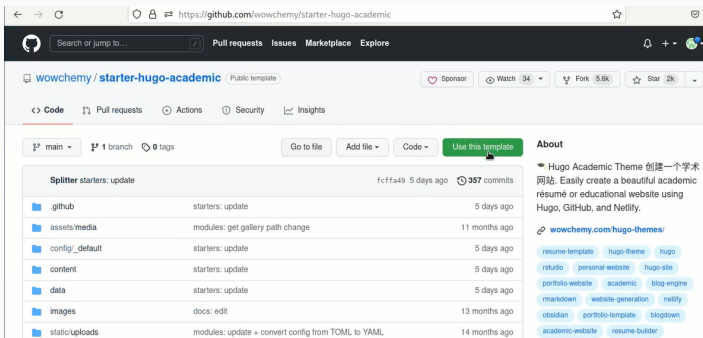 https://github.com/wowchemy/starter-hugo-academic
Search or jump to... / Pull requests Issues Marketplace Explore
wowchemy / starter-hugo-academic Public template
Sponsor Watch 34 Fork 5.6k Star 2k
Code Pull requests Actions Security Insights
main 1 branch 0 tags Go to file Add file Code Use this template
Splitter starters: update fcffa49 5 days ago 357 commits
.github starters: update 5 days ago
assets/media modules: get gallery path change 11 months ago
config/_default starters: update 5 days ago
content starters: update 5 days ago
data starters: update 5 days ago
images docs: edit 13 months ago
static/uploads modules: update + convert config from TOML to YAML 14 months ago
About
Hugo Academic Theme 创建一个学术
网站. Easily create a beautiful academic
résumé or educational website using
Hugo, GitHub, and Netlify.
wowchemy.com/hugo-themes/
resume-template hugo-theme hugo
rstudio personal-website hugo-site
portfolio-website academic blog-engine
rmarkdown website-generation netlify
obsidian portfolio-template blogdown
academic-website resume-builder